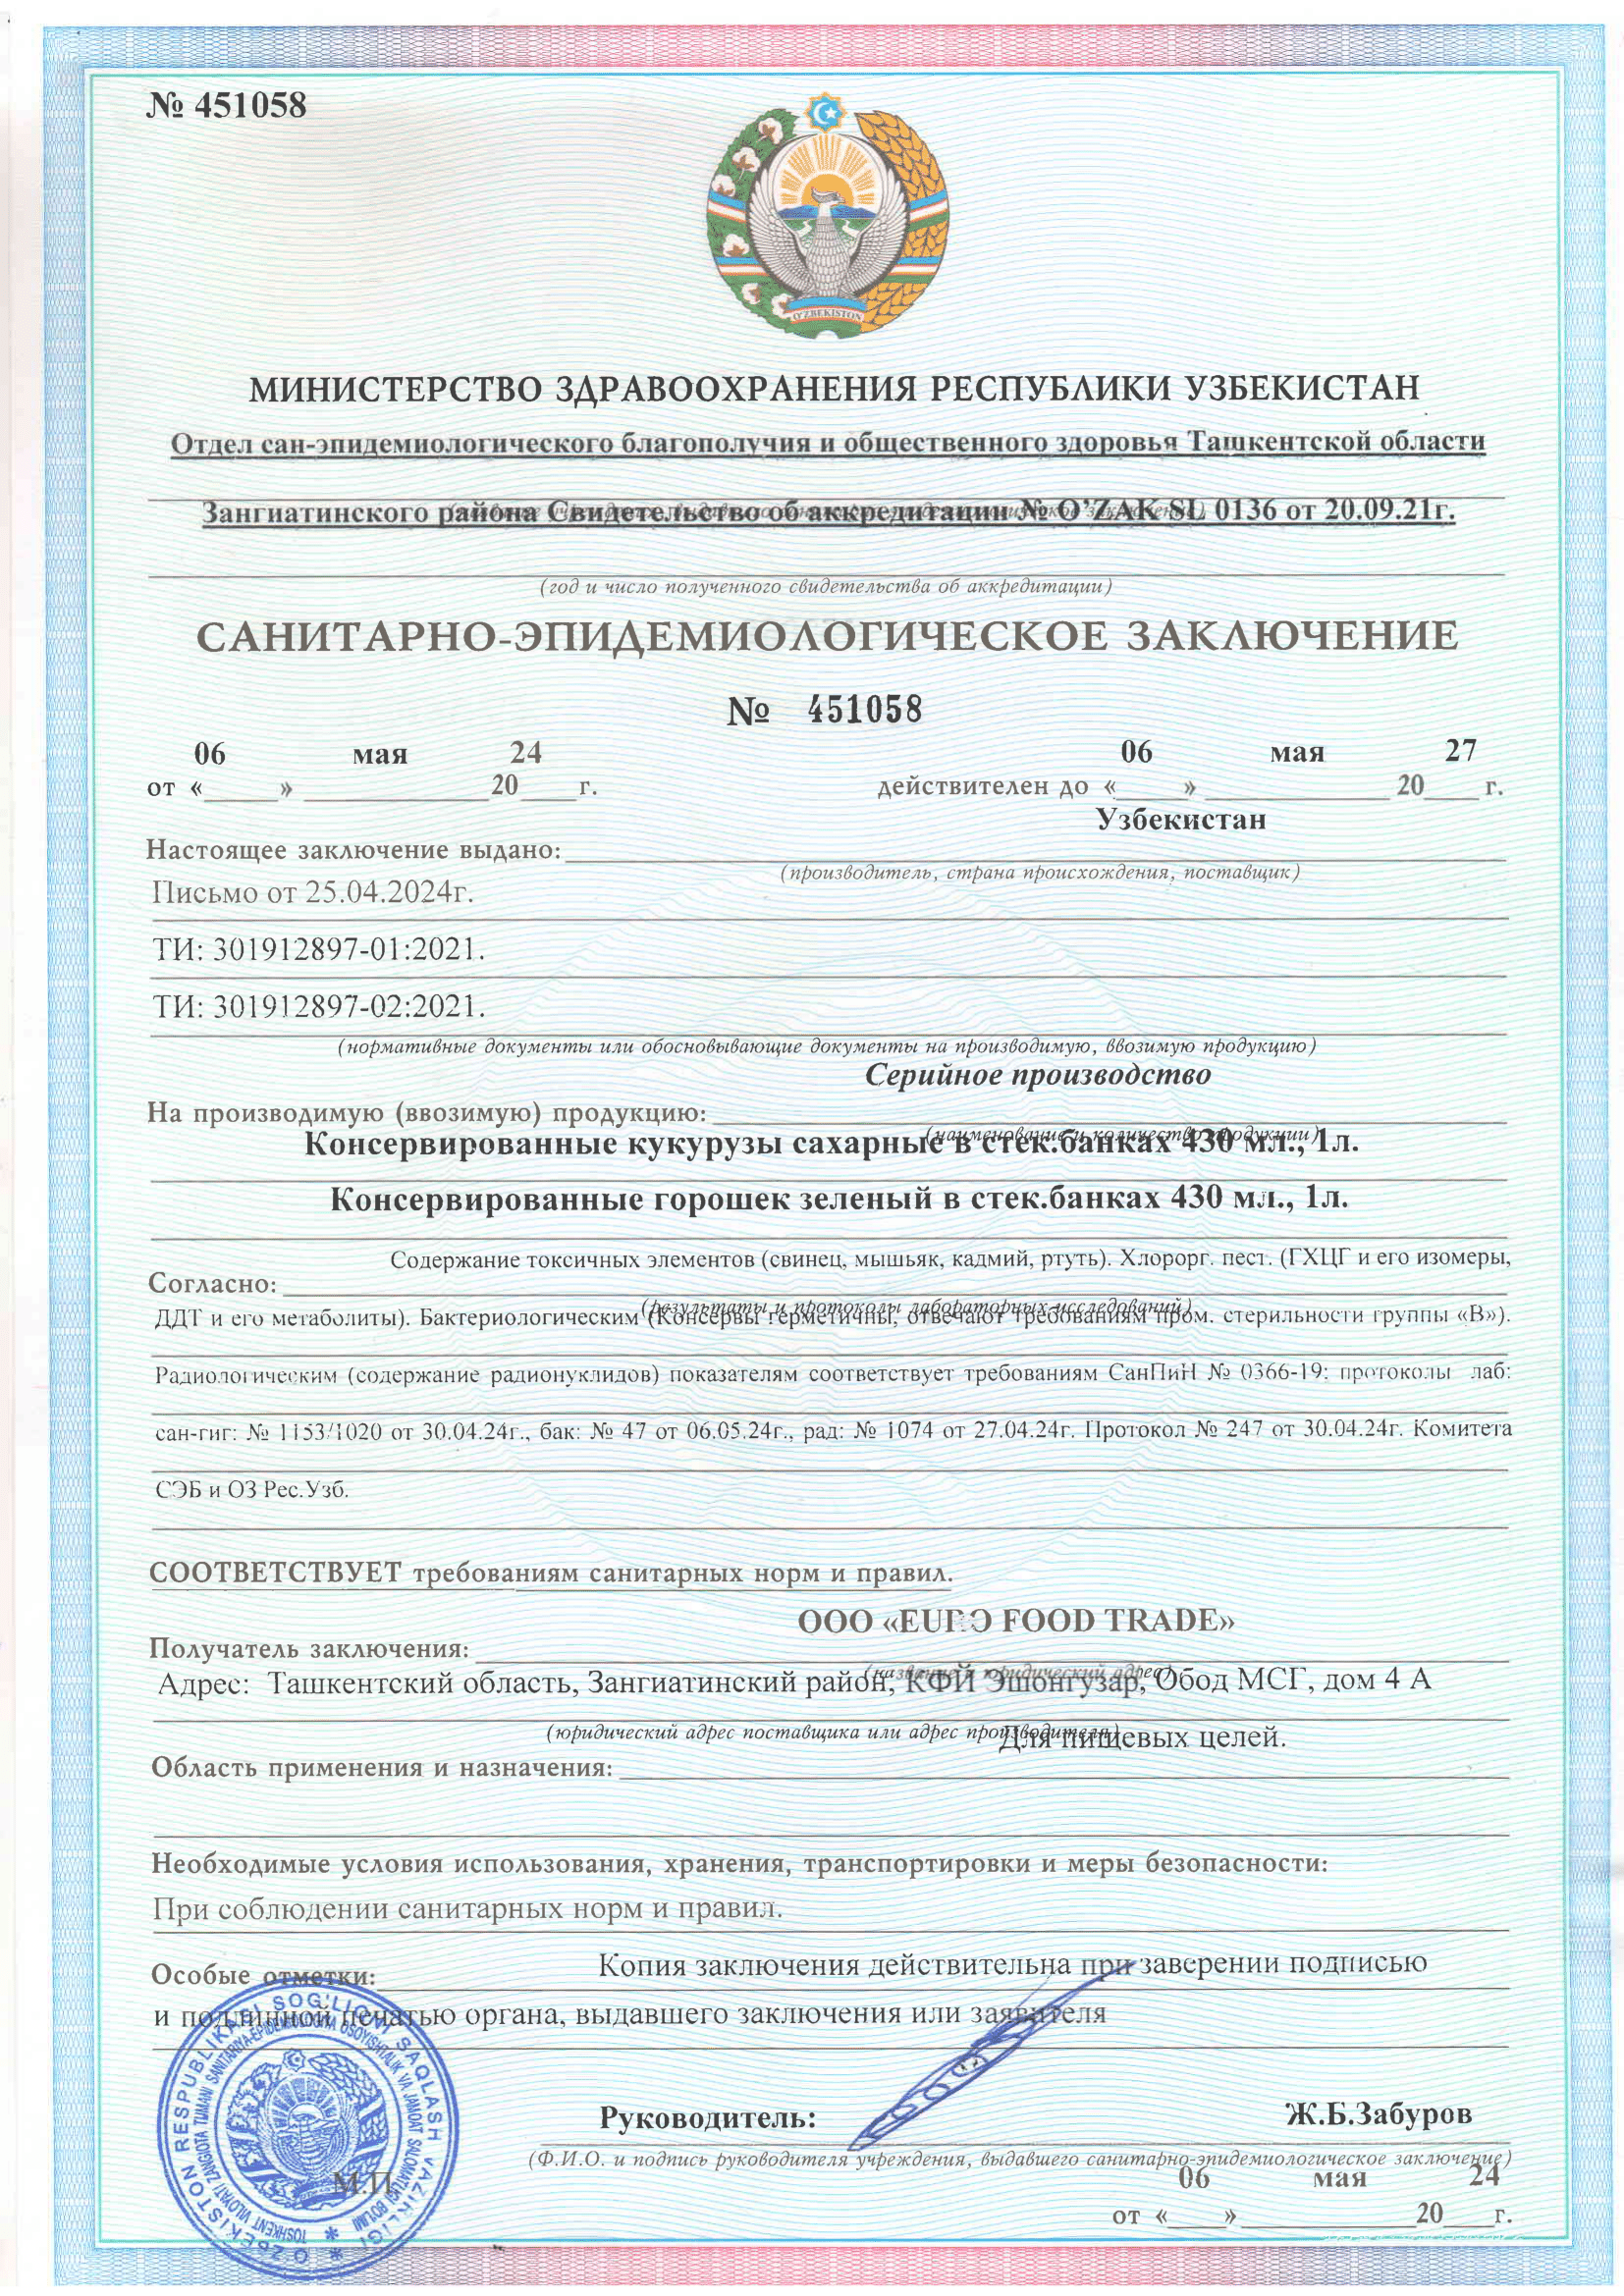 № 451058
O'ZBEKISTON
МИНИСТЕРСТВО ЗДРАВООХРАНЕНИЯ РЕСПУБЛИКИ УЗБЕКИСТАН
Отдел сан-эпидемиологического благополучия и общественного здоровья Ташкентской области
Зангиатинского района Свидетельство об аккредитации № O’ZAK SL 0136 от 20.09.21г.
(год и число полученного свидетельства об аккредитации)
САНИТАРНО-ЭПИДЕМИОЛОГИЧЕСКОЕ ЗАКЛЮЧЕНИЕ
№ 451058
06 мая 24 06 мая 27
от «_____» _____________20____г. действителен до «_____» _____________ 20____ г.
Узбекистан
Настоящее заключение выдано:
(производитель, страна происхождения, поставщик)
Письмо от 25.04.2024г.
ТИ: 301912897-01:2021.
ТИ: 301912897-02:2021.
(нормативные документы или обосновывающие документы на производимую, ввозимую продукцию)
Серийное производство
На производимую (ввозимую) продукцию:
(наименование и количество продукции)
Консервированные кукурузы сахарные в стек.банках 430 мл., 1л.
Консервированные горошек зеленый в стек.банках 430 мл., 1л.
Содержание токсичных элементов (свинец, мышьяк, кадмий, ртуть). Хлорорг. пест. (ГХЦГ и его изомеры,
Согласно:
(результаты и протоколы лабораторных исследований)
ДДТ и его метаболиты). Бактериологическим (Консервы герметичны, отвечают требованиям пром. стерильности группы «В»).
Радиологическим (содержание радионуклидов) показателям соответствует требованиям СанПиН № 0366-19: протоколы лаб:
сан-гиг: № 1153/1020 от 30.04.24г., бак: № 47 от 06.05.24г., рад: № 1074 от 27.04.24г. Протокол № 247 от 30.04.24г. Комитета
СЭБ и ОЗ Рес.Узб.
СООТВЕТСТВУЕТ требованиям санитарных норм и правил.
ООО «EURO FOOD TRADE»
Получатель заключения:
(название и юридический адрес)
Адрес: Ташкентский область, Зангиатинский район, КФЙ Эшонгузар, Обод МСГ, дом 4 А
(юридический адрес поставщика или адрес производителя)
Для пищевых целей.
Область применения и назначения:
Необходимые условия использования, хранения, транспортировки и меры безопасности:
При соблюдении санитарных норм и правил.
Особые отметки: Копия заключения действительна при заверении подписью
и подлинной печатью органа, выдавшего заключения или заявителя
O'ZBEKISTON RESPUBLIKASI SOG'LIQNI SAQLASH VAZIRLIGI
TOSHKENT VILOYATI ZANGIOTA TUMANI SANITARIYA-EPIDEMIOLOGIYA OSOYISHTALIK VA JAMOAT SALOMATLIGI BO'LIMI
М.П.
Руководитель: Ж.Б.Забуров
(Ф.И.О. и подпись руководителя учреждения, выдавшего санитарно-эпидемиологическое заключение)
06 мая 24
от «____»_____________20____г.